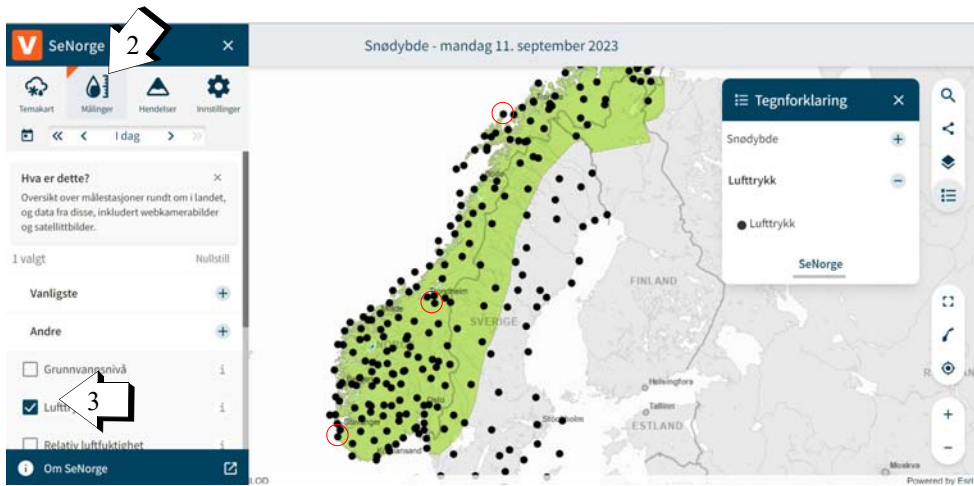 V SeNorge
2
Snødybde - mandag 11. september 2023
Temakart Målinger Hendelser Innstillinger
I dag
Hva er dette?
Oversikt over målestasjoner rundt om i landet,
og data fra disse, inkludert webkamerabilder
og satellittbilder.
1 valgt Nullstill
Vanligste
Andre
Grunnvannsnivå
3
Relativ luftfuktighet
Om SeNorge
Tegnforklaring
Snødybde
Lufttrykk
Lufttrykk
SeNorge
FINLAND
Trondheim
SVERIGE
Helsingfors
Tallinn
Oslo
Stockholm
ESTLAND
Moskva
LOD
Powered by Esri